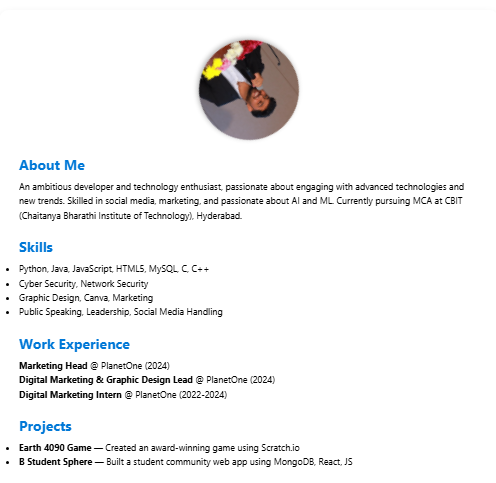 About Me
An ambitious developer and technology enthusiast, passionate about engaging with advanced technologies and
new trends. Skilled in social media, marketing, and passionate about AI and ML. Currently pursuing MCA at CBIT
(Chaitanya Bharathi Institute of Technology), Hyderabad.
Skills
• Python, Java, JavaScript, HTML5, MySQL, C, C++
• Cyber Security, Network Security
• Graphic Design, Canva, Marketing
• Public Speaking, Leadership, Social Media Handling
Work Experience
Marketing Head @ PlanetOne (2024)
Digital Marketing & Graphic Design Lead @ PlanetOne (2024)
Digital Marketing Intern @ PlanetOne (2022-2024)
Projects
• Earth 4090 Game — Created an award-winning game using Scratch.io
• B Student Sphere — Built a student community web app using MongoDB, React, JS